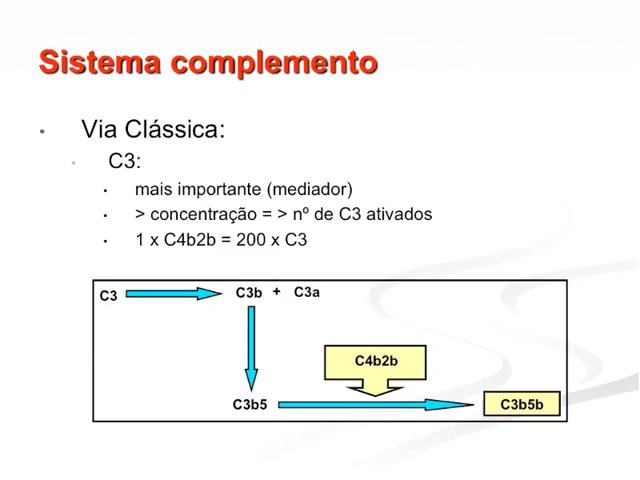 Sistema complemento
• Via Clássica:
• C3:
• mais importante (mediador)
• > concentração = > nº de C3 ativados
• 1 x C4b2b = 200 x C3
C3 C3b + C3a
C4b2b
C3b5 C3b5b